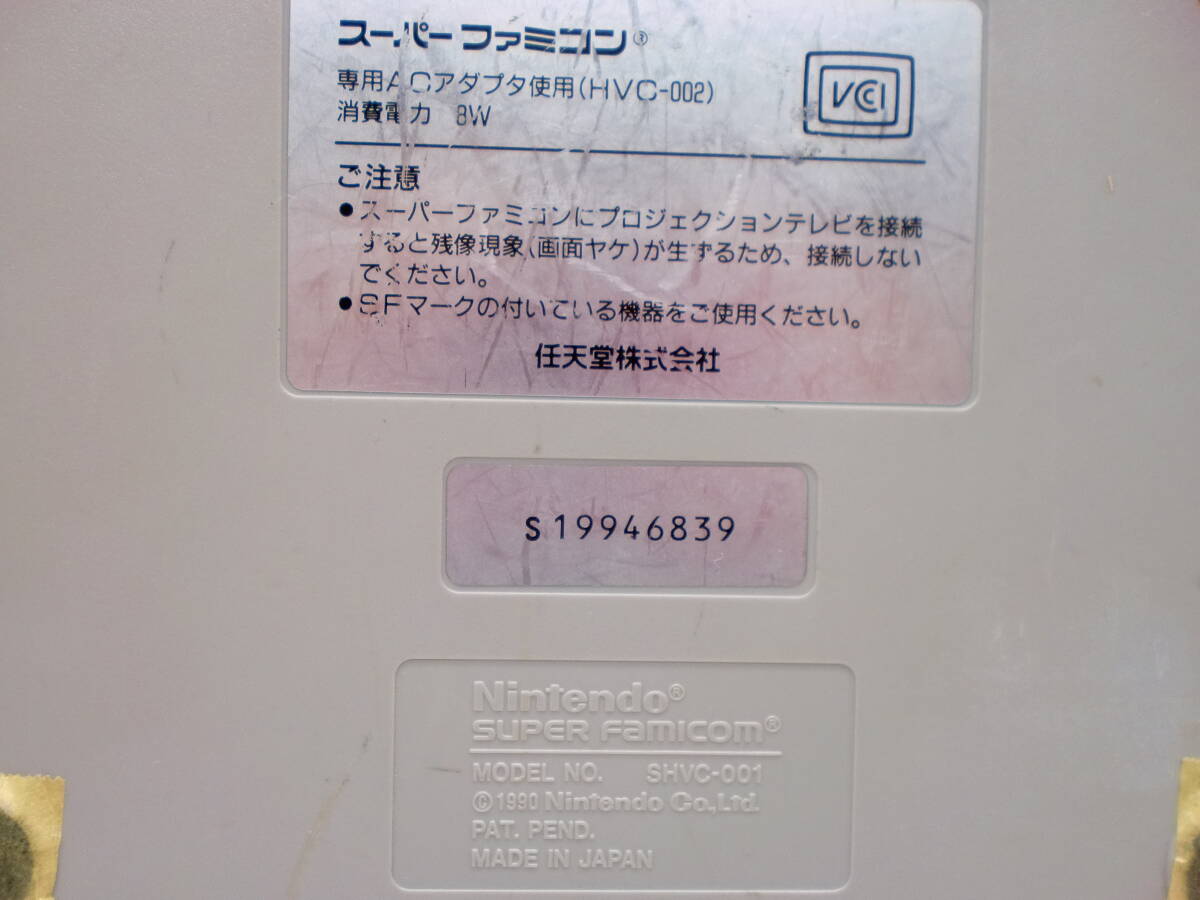 スーパーファミコン®
専用ACアダプタ使用(HVC-002)
消費電力 8W
VCCI
ご注意
●スーパーファミコンにプロジェクションテレビを接続
すると残像現象(画面ヤケ)が生ずるため、接続しない
でください。
●SFマークの付いている機器をご使用ください。
任天堂株式会社
S19946839
Nintendo®
SUPER FAMICOM®
MODEL NO. SHVC-001
©1990 Nintendo Co.,Ltd.
PAT. PEND.
MADE IN JAPAN